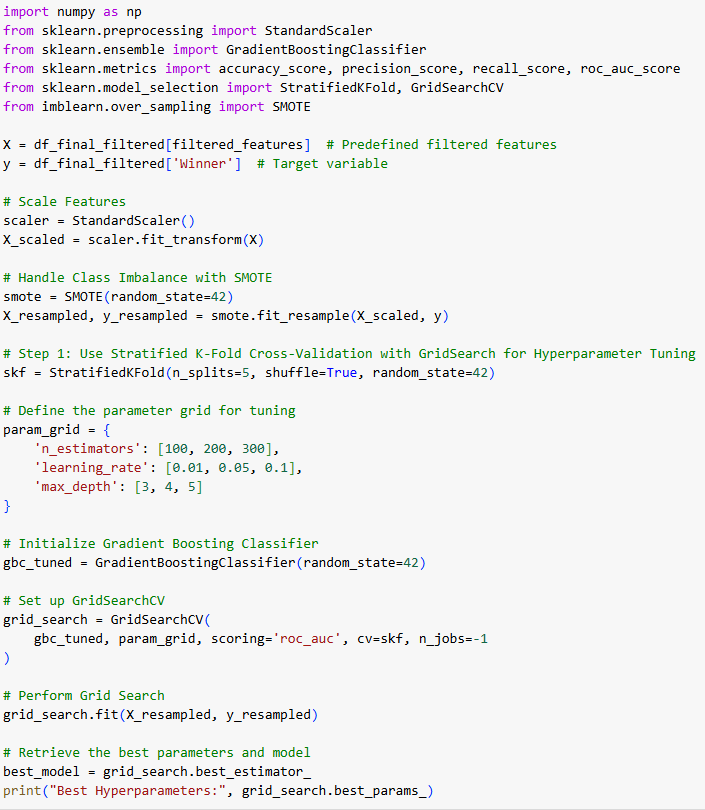 import numpy as np
from sklearn.preprocessing import StandardScaler
from sklearn.ensemble import GradientBoostingClassifier
from sklearn.metrics import accuracy_score, precision_score, recall_score, roc_auc_score
from sklearn.model_selection import StratifiedKFold, GridSearchCV
from imblearn.over_sampling import SMOTE

X = df_final_filtered[filtered_features]  # Predefined filtered features
y = df_final_filtered['Winner']  # Target variable

# Scale Features
scaler = StandardScaler()
X_scaled = scaler.fit_transform(X)

# Handle Class Imbalance with SMOTE
smote = SMOTE(random_state=42)
X_resampled, y_resampled = smote.fit_resample(X_scaled, y)

# Step 1: Use Stratified K-Fold Cross-Validation with GridSearch for Hyperparameter Tuning
skf = StratifiedKFold(n_splits=5, shuffle=True, random_state=42)

# Define the parameter grid for tuning
param_grid = {
    'n_estimators': [100, 200, 300],
    'learning_rate': [0.01, 0.05, 0.1],
    'max_depth': [3, 4, 5]
}

# Initialize Gradient Boosting Classifier
gbc_tuned = GradientBoostingClassifier(random_state=42)

# Set up GridSearchCV
grid_search = GridSearchCV(
    gbc_tuned, param_grid, scoring='roc_auc', cv=skf, n_jobs=-1
)

# Perform Grid Search
grid_search.fit(X_resampled, y_resampled)

# Retrieve the best parameters and model
best_model = grid_search.best_estimator_
print("Best Hyperparameters:", grid_search.best_params_)